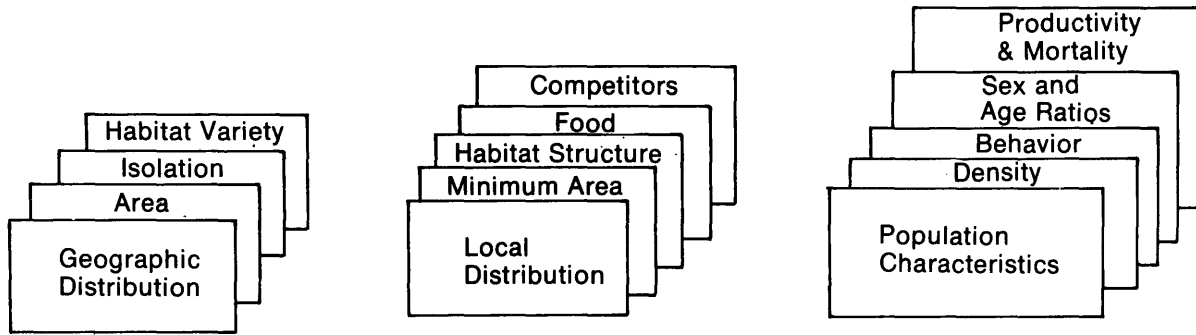 Habitat Variety
Isolation
Area
Geographic
Distribution
Competitors
Food
Habitat Structure
Minimum Area
Local
Distribution
Productivity
& Mortality
Sex and
Age Ratios
Behavior
Density
Population
Characteristics